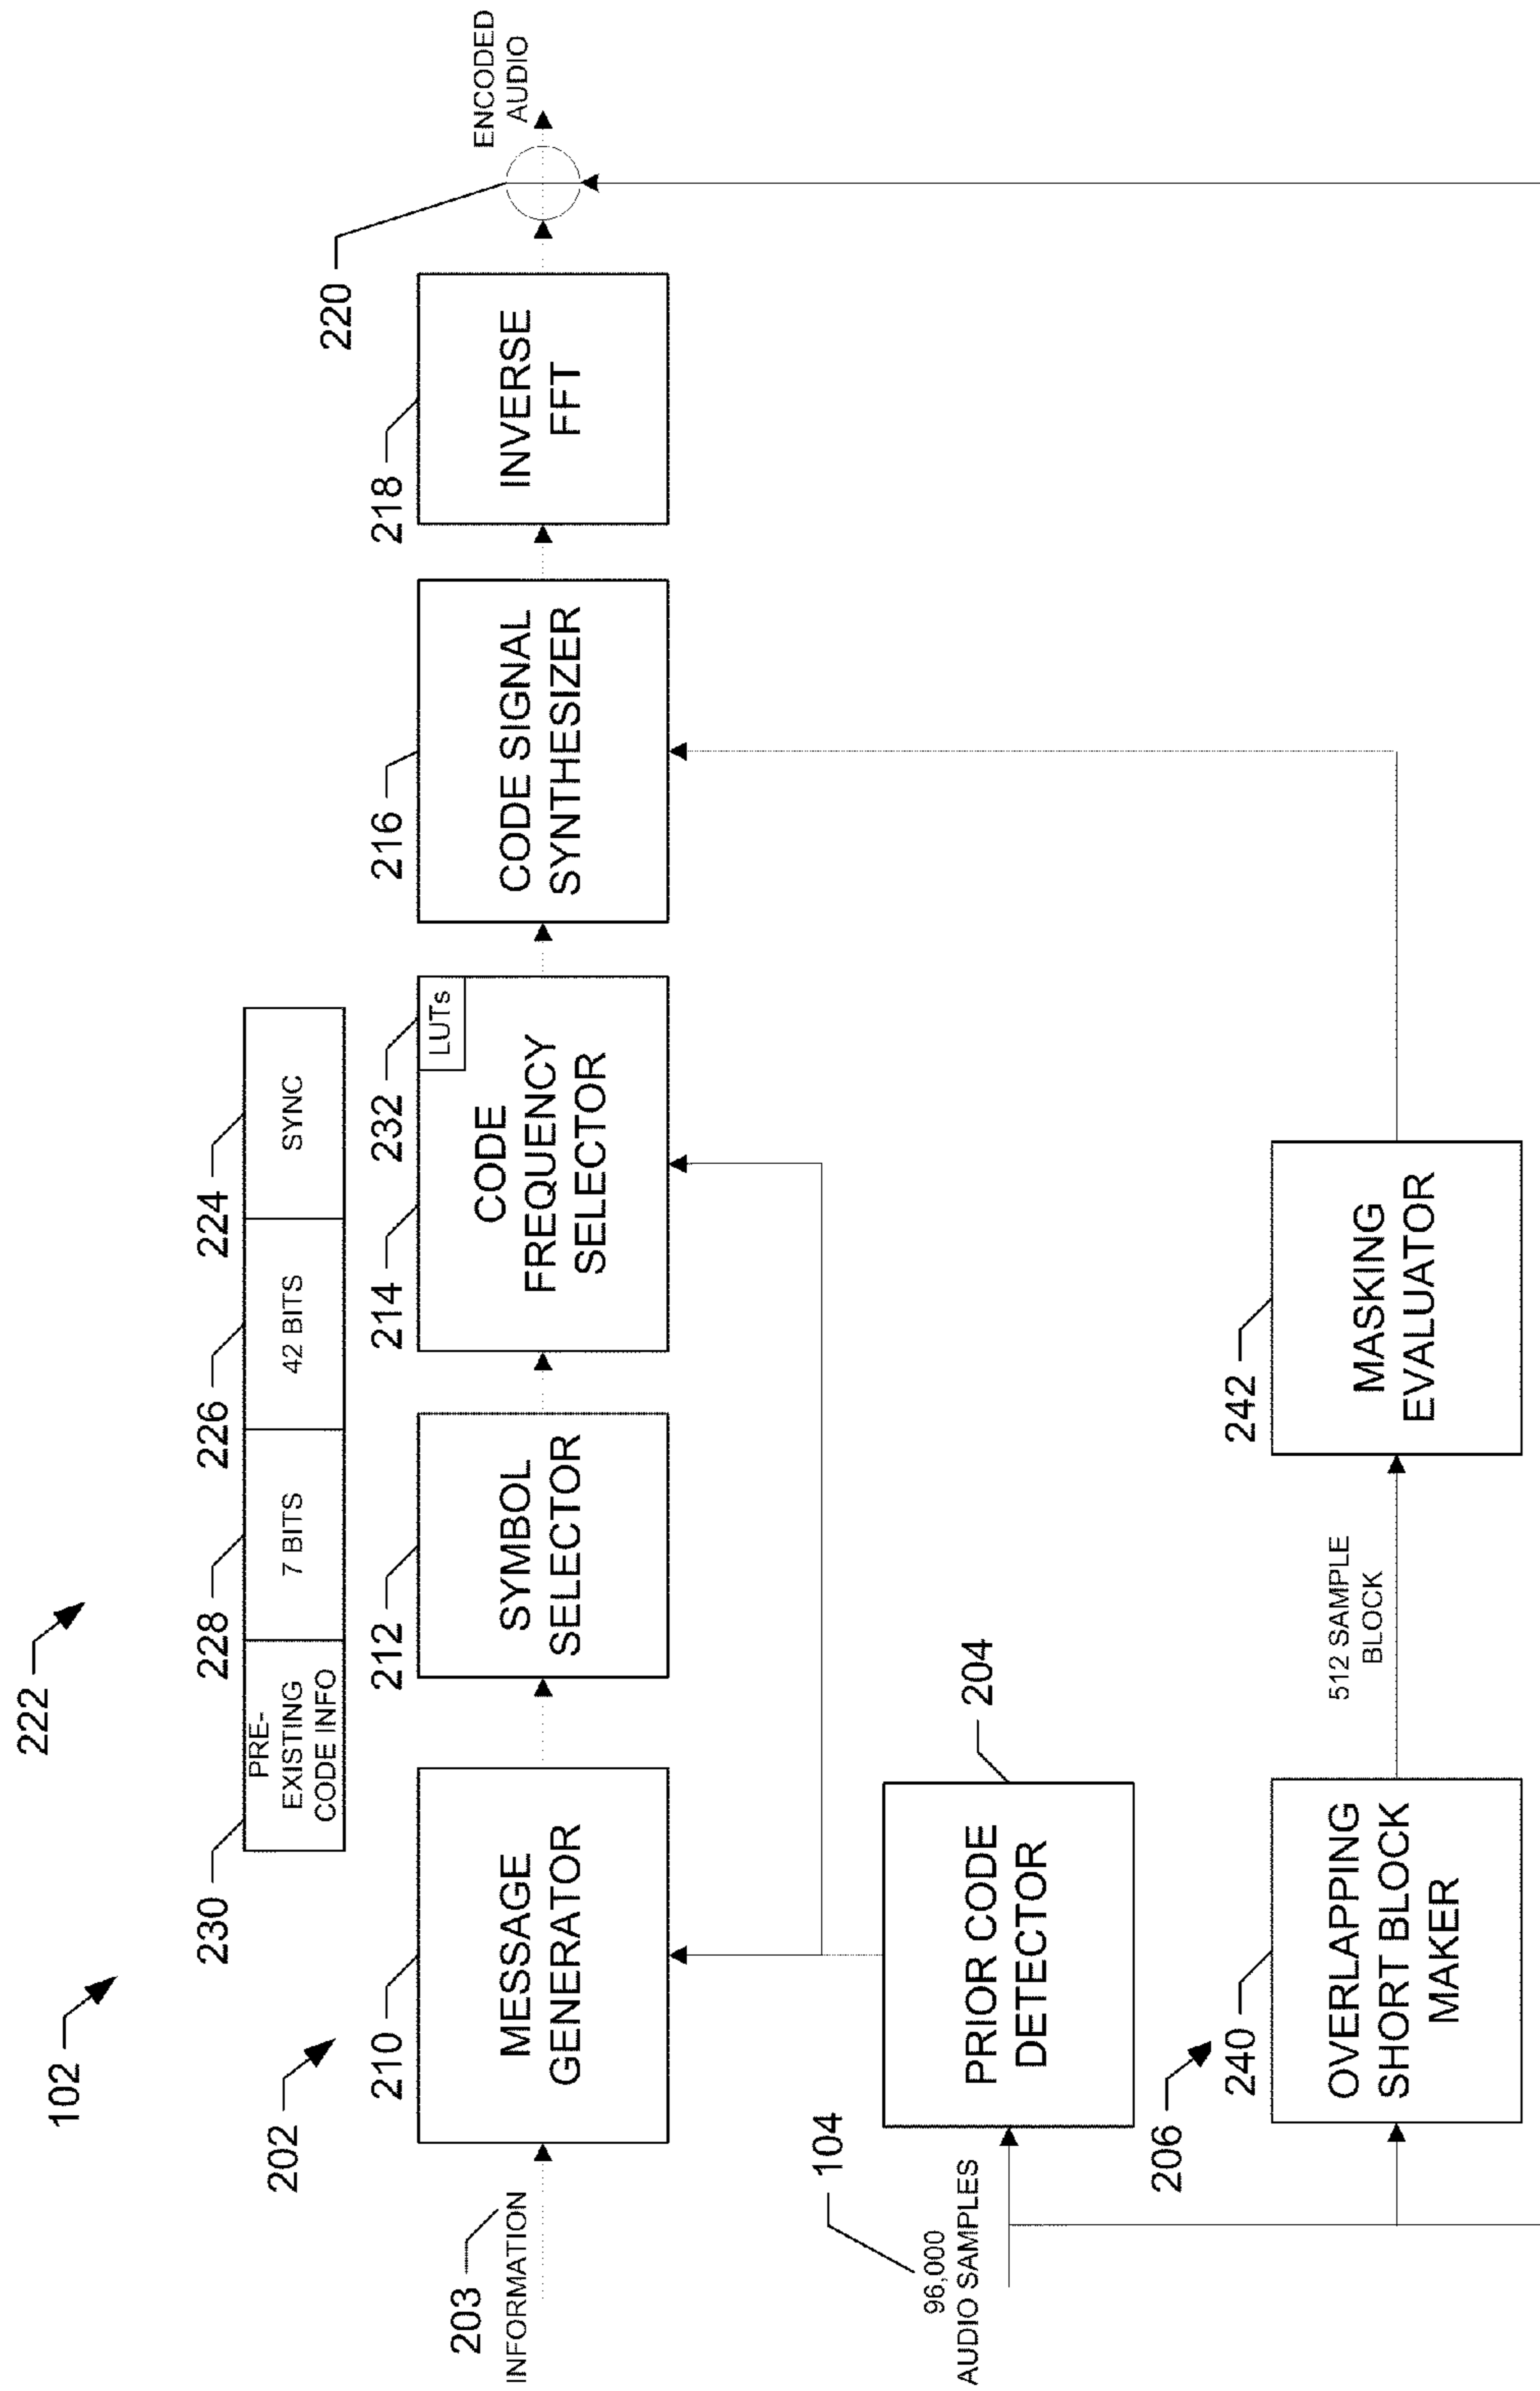 102
222
230
228
226
224
PRE-
EXISTING
CODE INFO
7 BITS
42 BITS
SYNC
202
203
INFORMATION
210
MESSAGE
GENERATOR
212
SYMBOL
SELECTOR
214
232
LUTs
CODE
FREQUENCY
SELECTOR
216
CODE SIGNAL
SYNTHESIZER
218
INVERSE
FFT
220
ENCODED
AUDIO
104
96,000
AUDIO SAMPLES
204
PRIOR CODE
DETECTOR
206
240
OVERLAPPING
SHORT BLOCK
MAKER
512 SAMPLE
BLOCK
242
MASKING
EVALUATOR